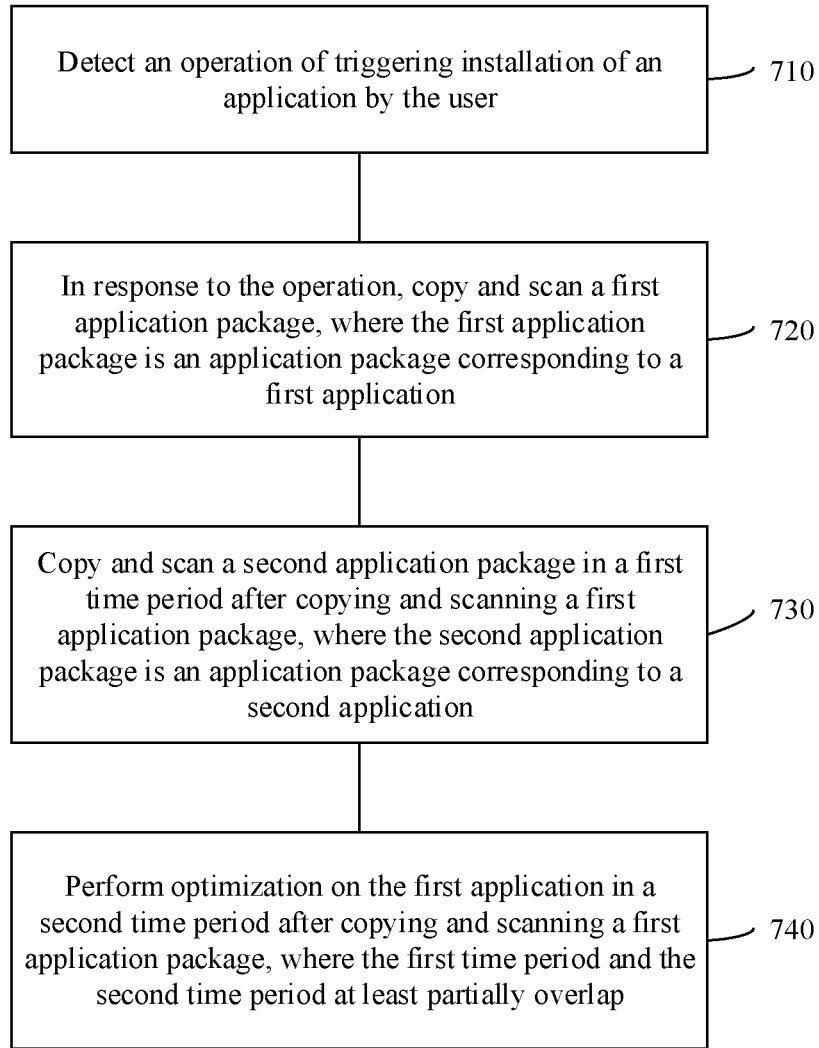 Detect an operation of triggering installation of an
application by the user
710
In response to the operation, copy and scan a first
application package, where the first application
package is an application package corresponding to a
first application
720
Copy and scan a second application package in a first
time period after copying and scanning a first
application package, where the second application
package is an application package corresponding to a
second application
730
Perform optimization on the first application in a
second time period after copying and scanning a first
application package, where the first time period and the
second time period at least partially overlap
740